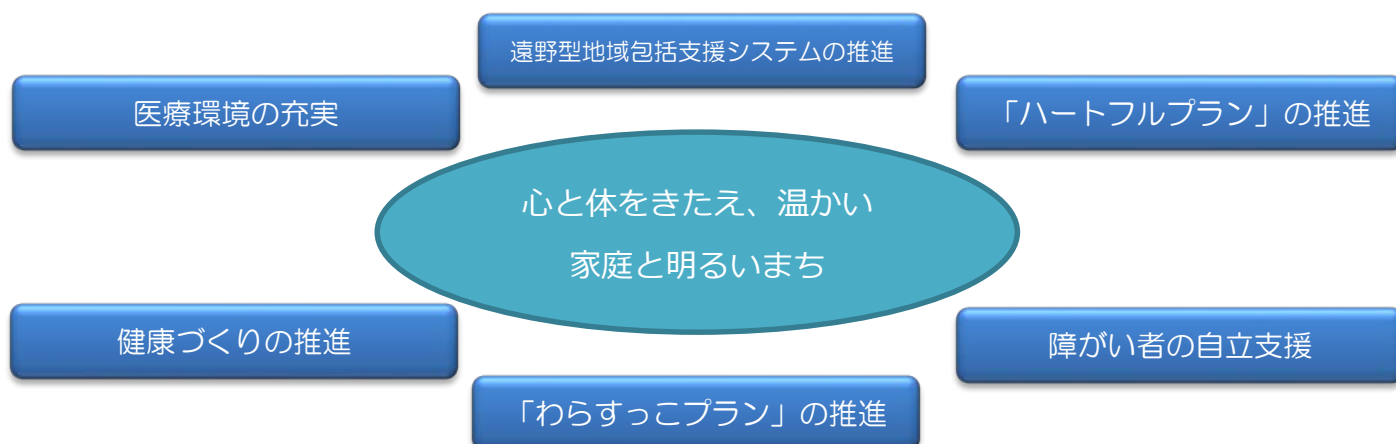 遠野型地域包括支援システムの推進
医療環境の充実
「ハートフルプラン」の推進
心と体をきたえ、温かい
家庭と明るいまち
健康づくりの推進
障がい者の自立支援
「わらすっこプラン」の推進